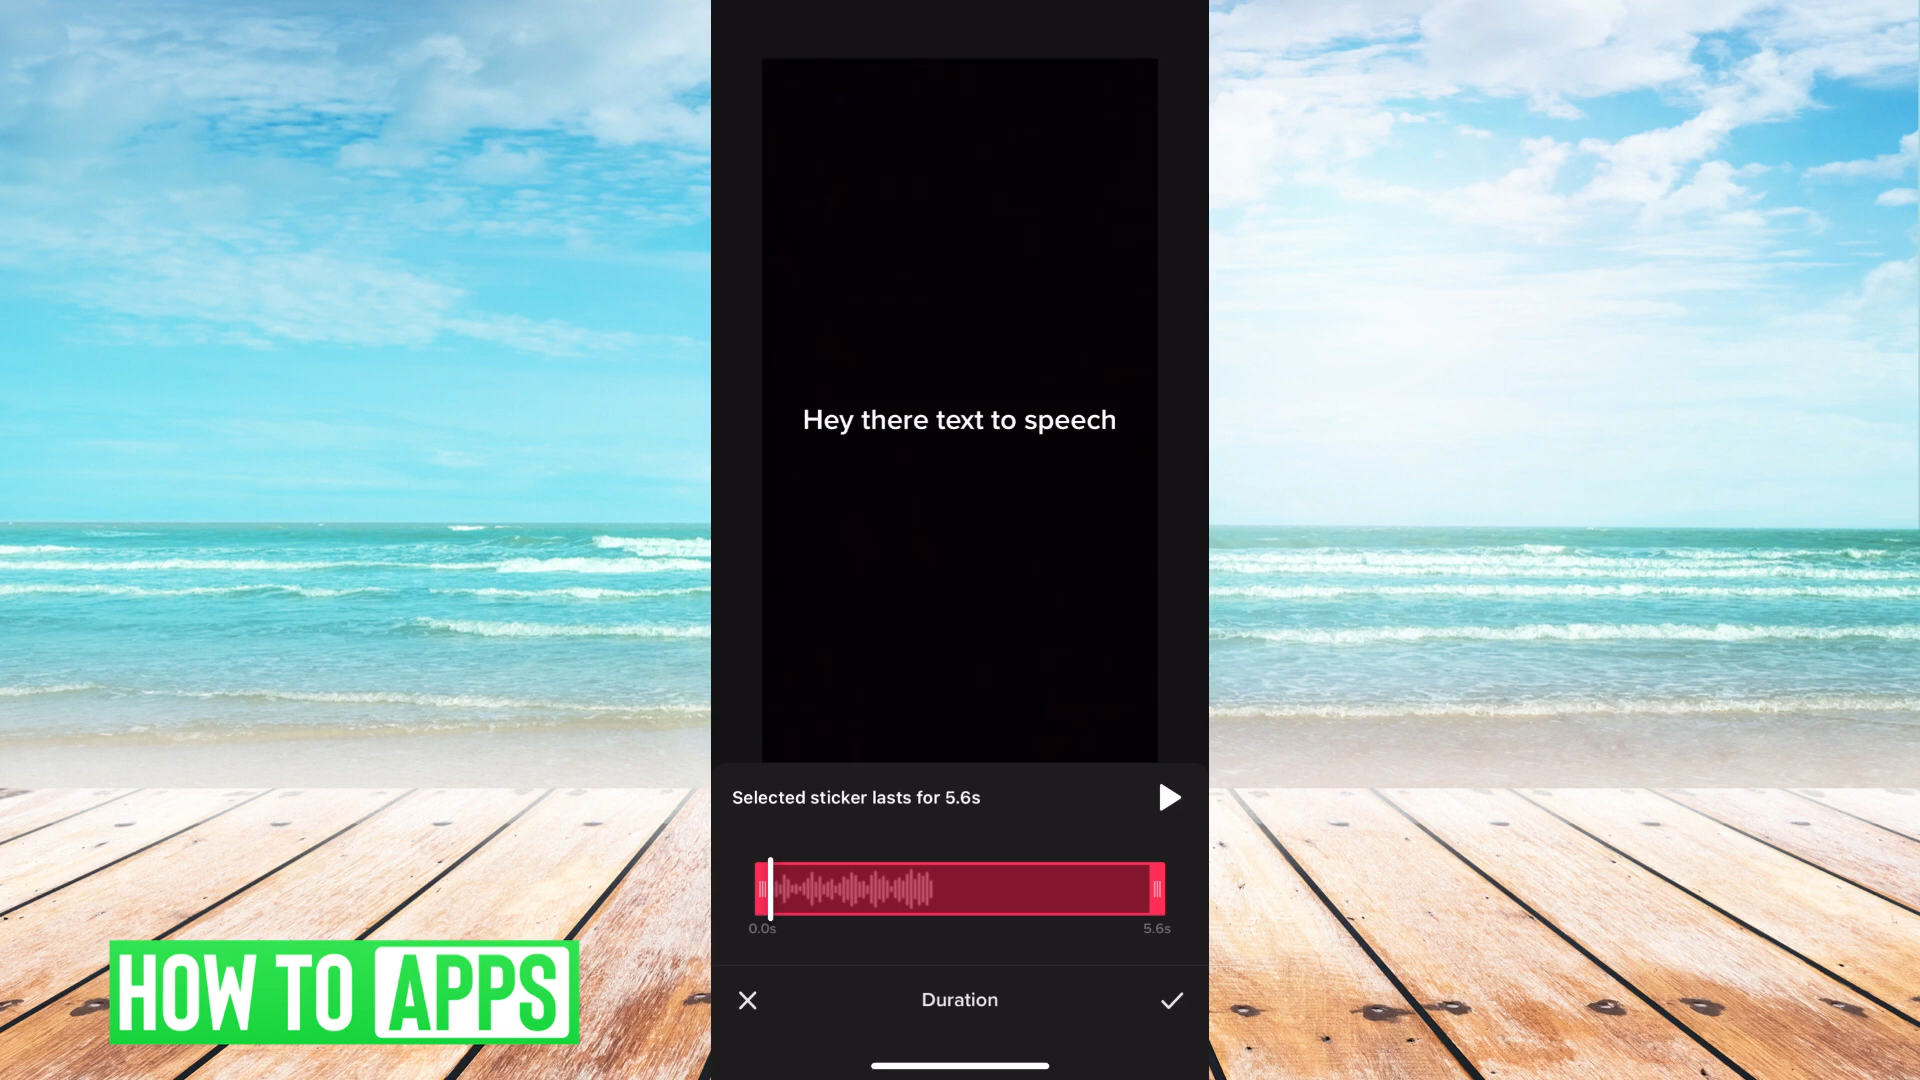 Hey there text to speech
Selected sticker lasts for 5.6s
0.0s
5.6s
Duration
HOW TO APPS